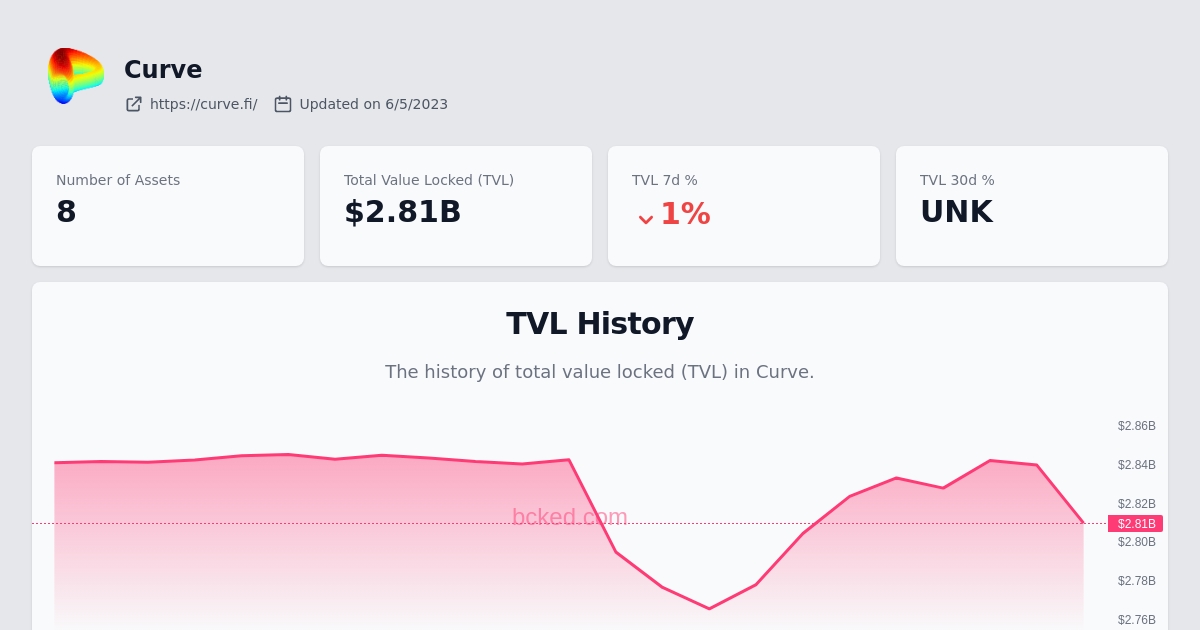 Curve
https://curve.fi/ Updated on 6/5/2023
Number of Assets
8
Total Value Locked (TVL)
$2.81B
TVL 7d %
1%
TVL 30d %
UNK
TVL History
The history of total value locked (TVL) in Curve.
$2.86B
$2.84B
$2.82B
bcked.com
$2.81B
$2.80B
$2.78B
$2.76B